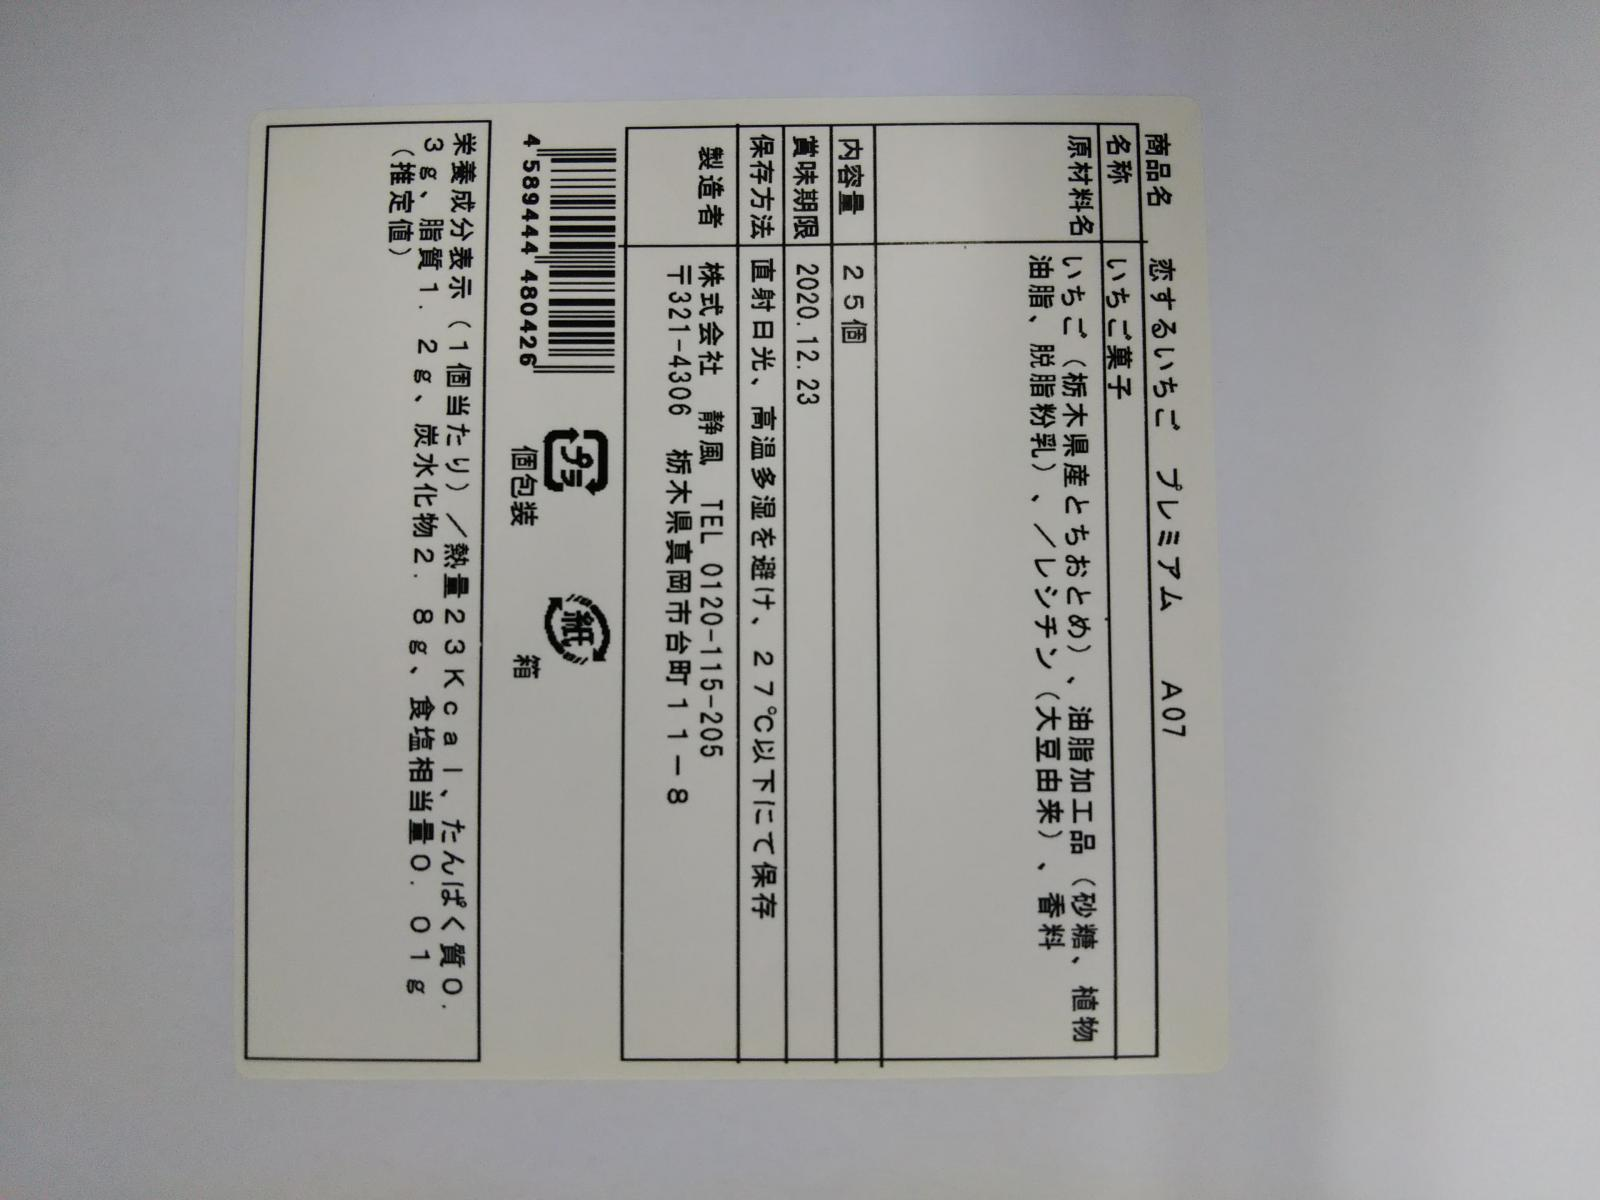 商品名 恋するいちご プレミアム A07
名称 いちご菓子
原材料名 いちご（栃木県産とちおとめ）、油脂加工品（砂糖、植物
油脂、脱脂粉乳）、／レシチン（大豆由来）、香料
内容量 ２５個
賞味期限 2020.12.23
保存方法 直射日光、高温多湿を避け、２７℃以下にて保存
製造者 株式会社 静風 TEL 0120-115-205
〒321-4306 栃木県真岡市台町１１－８
4 589444 480426
プラ
個包装
紙
箱
栄養成分表示（１個当たり）／熱量２３Ｋｃａｌ、たんぱく質０．
３ｇ、脂質１．２ｇ、炭水化物２．８ｇ、食塩相当量０．０１ｇ
（推定値）